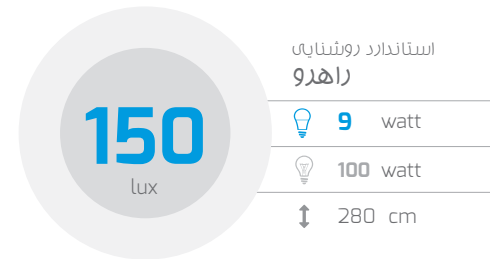 استاندارد روشنایی
راهرو
150
lux
9 watt
100 watt
280 cm